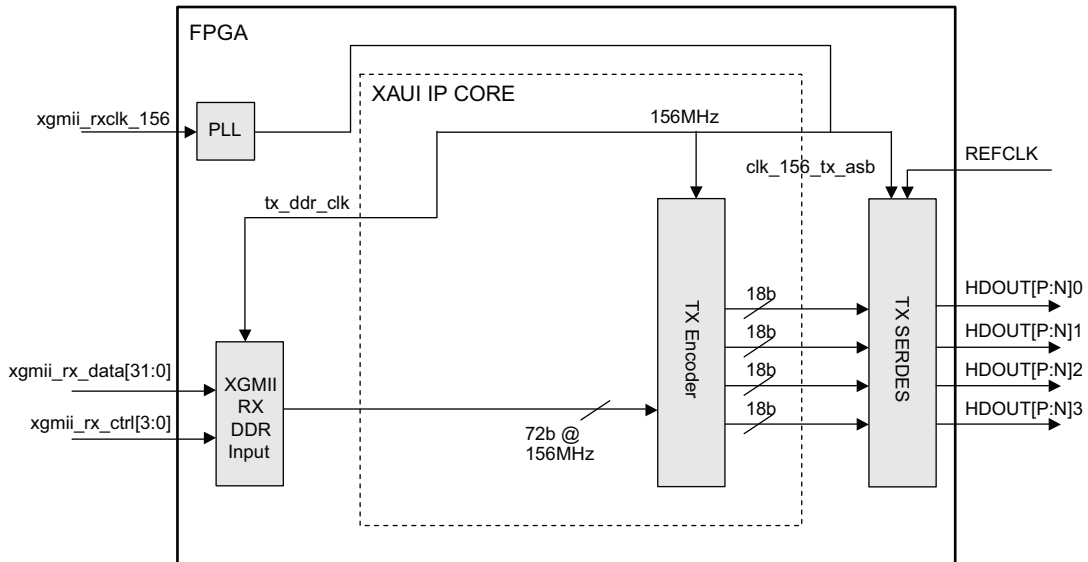 FPGA
XAUI IP CORE
xgmii_rxclk_156
PLL
156MHz
REFCLK
clk_156_tx_asb
tx_ddr_clk
HDOUT[P:N]0
18b
HDOUT[P:N]1
18b
TX Encoder
TX SERDES
xgmii_rx_data[31:0]
XGMII
RX
DDR
Input
HDOUT[P:N]2
18b
xgmii_rx_ctrl[3:0]
HDOUT[P:N]3
18b
72b @
156MHz